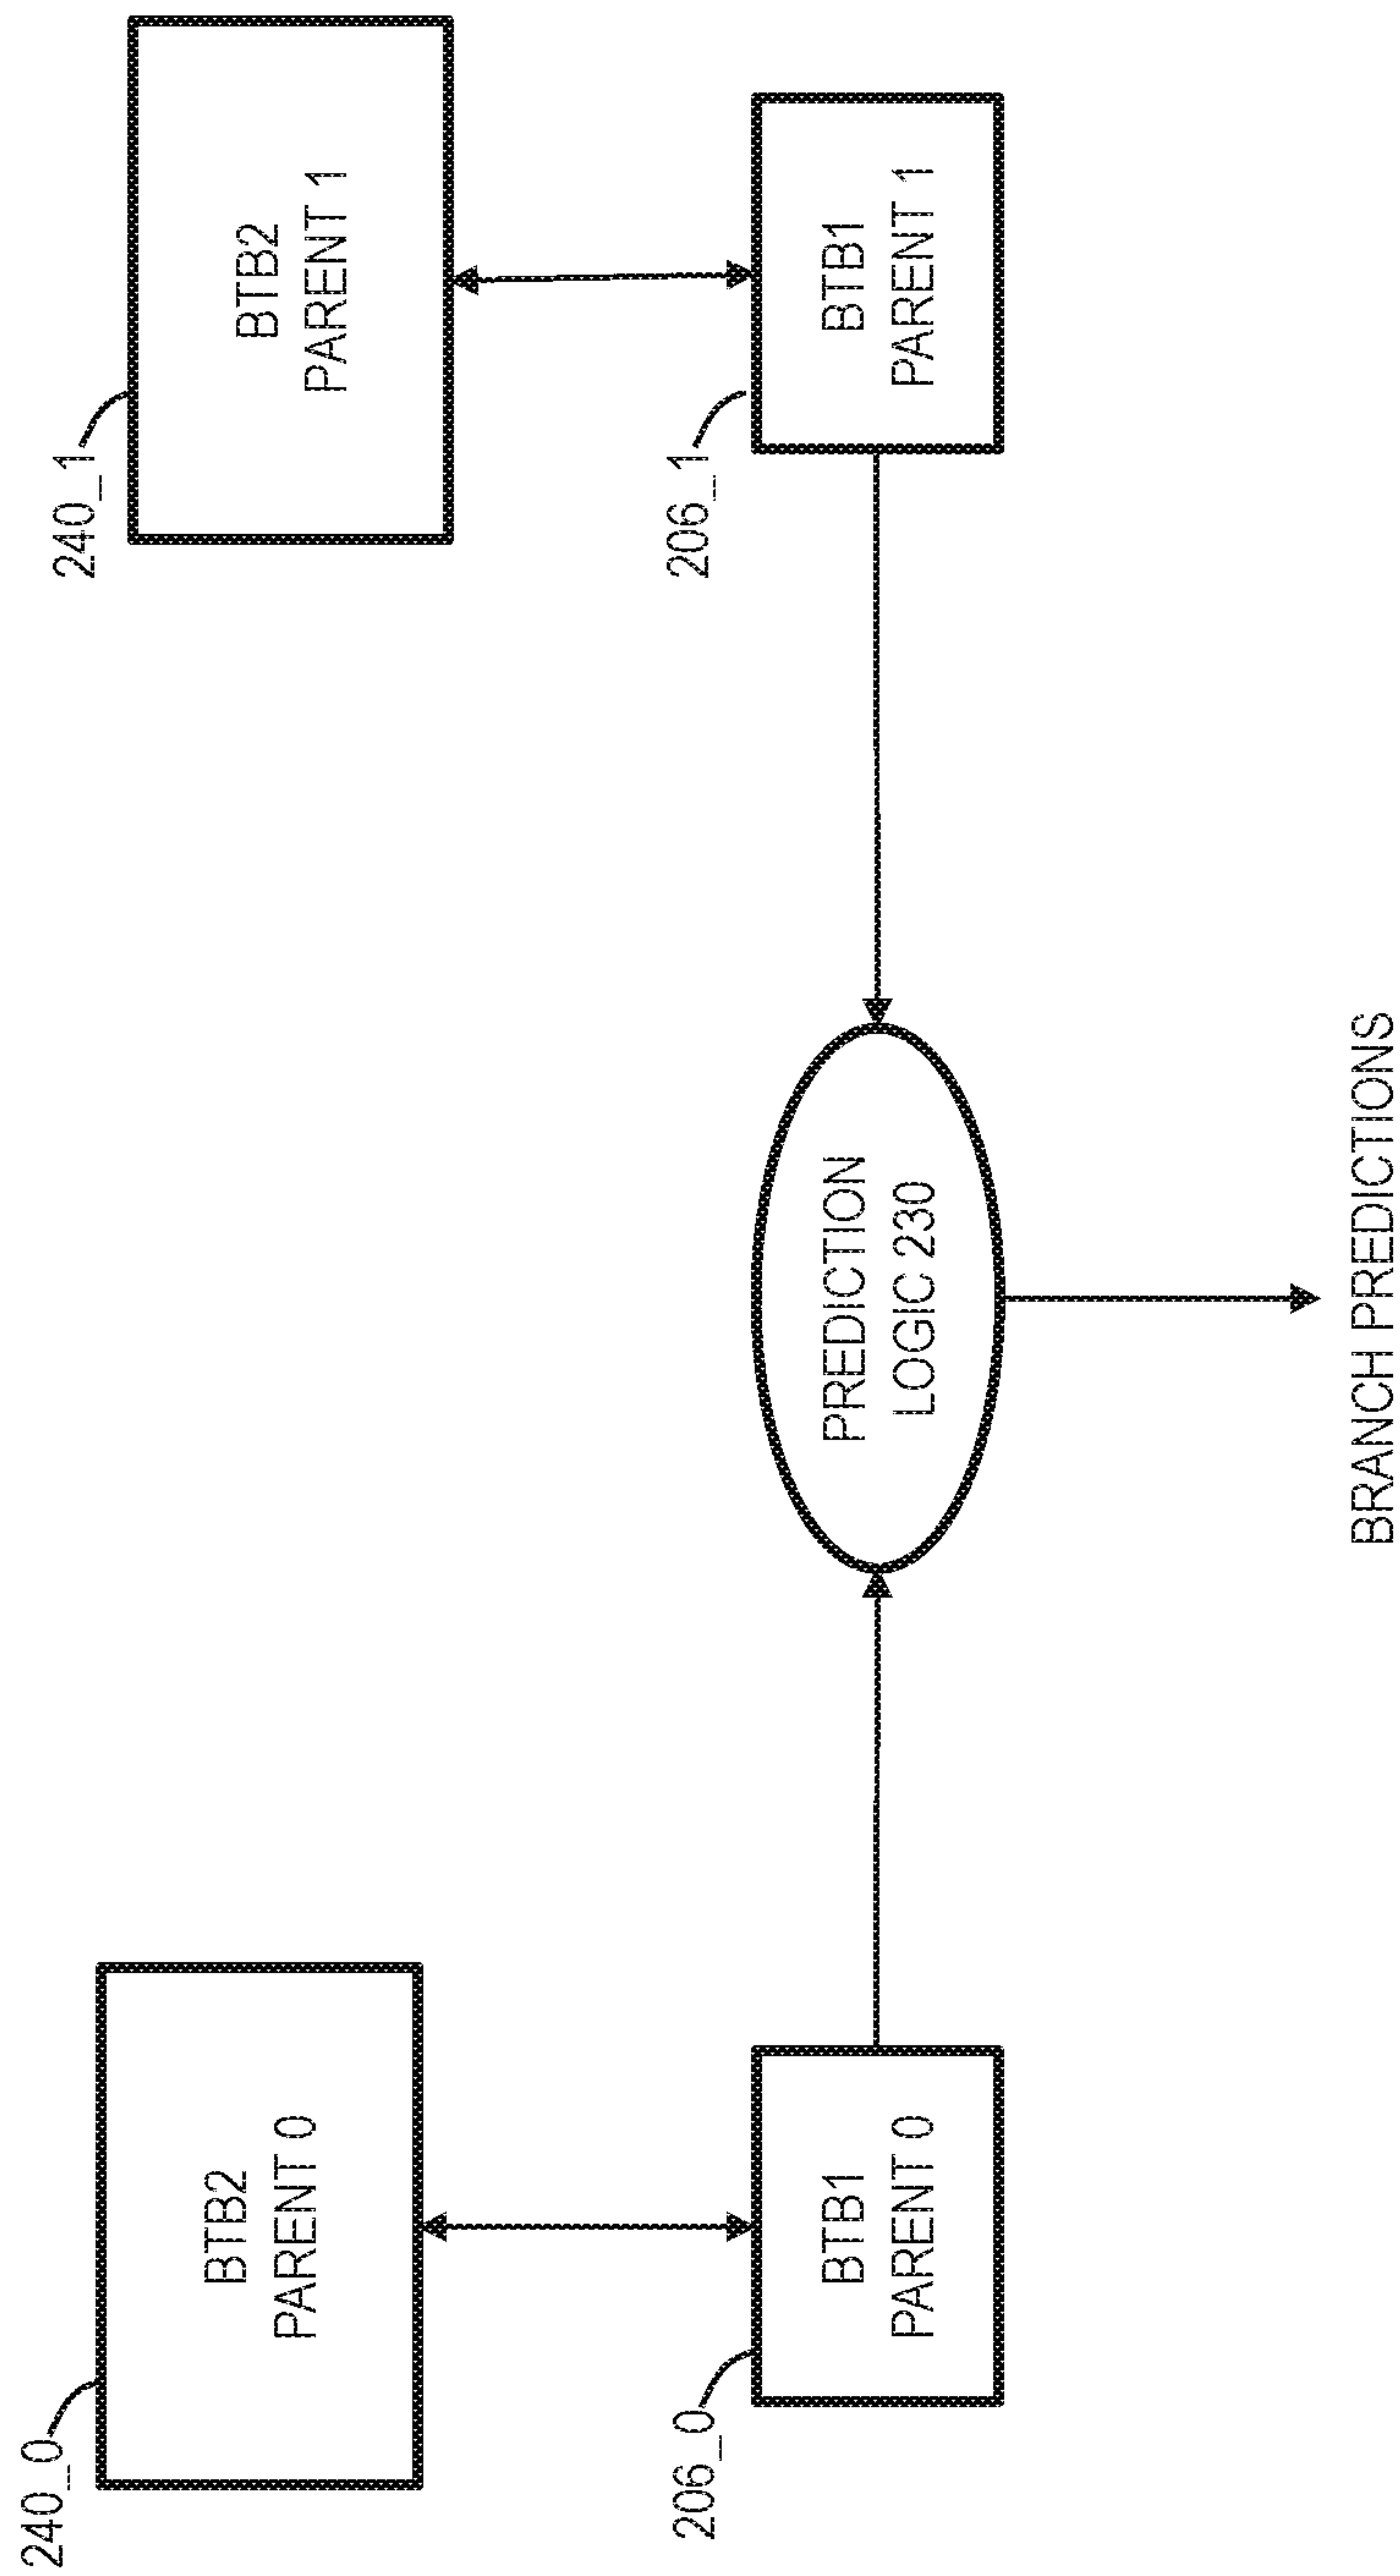 240_0
BTB2
PARENT 0
240_1
BTB2
PARENT 1
206_0
BTB1
PARENT 0
PREDICTION
LOGIC 230
206_1
BTB1
PARENT 1
BRANCH PREDICTIONS